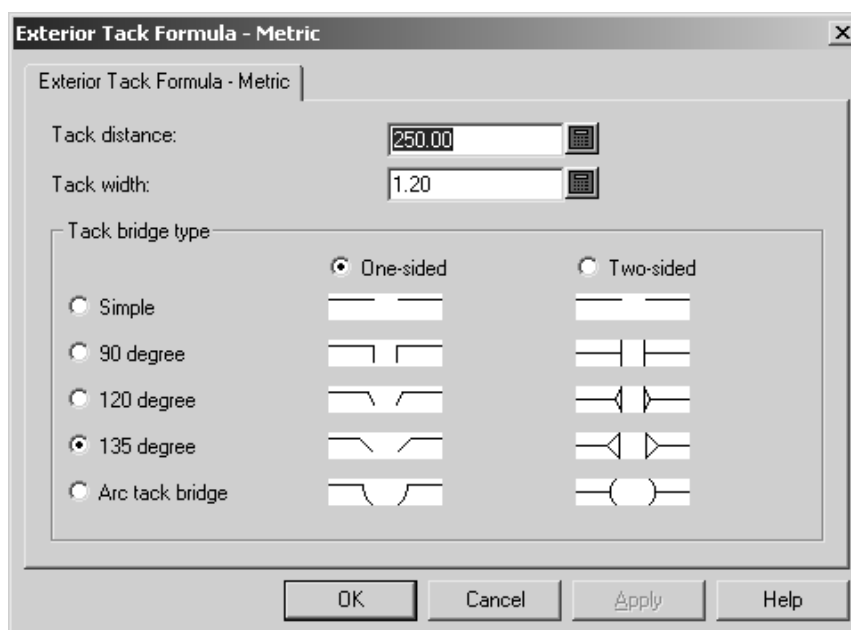 Exterior Tack Formula - Metric
Exterior Tack Formula - Metric
Tack distance: 250.00
Tack width: 1.20
Tack bridge type
One-sided Two-sided
Simple
90 degree
120 degree
135 degree
Arc tack bridge
OK Cancel Apply Help